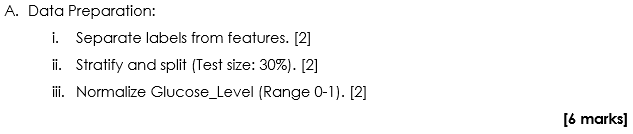 A. Data Preparation:
i. Separate labels from features. [2]
ii. Stratify and split (Test size: 30%). [2]
iii. Normalize Glucose_Level (Range 0-1). [2]
[6 marks]